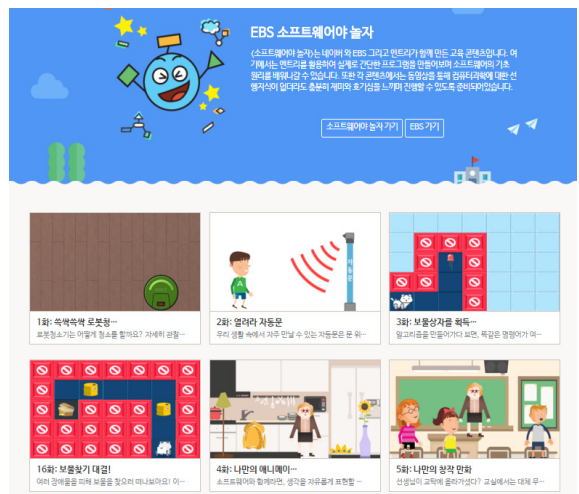 EBS 소프트웨어야 놀자
<소프트웨어야 놀자>는 네이버 와 EBS 그리고 엔트리가 함께 만든 교육 콘텐츠입니다. 여
기에서는 엔트리를 활용하여 실제로 간단한 프로그램을 만들어보며 소프트웨어의 기초
원리를 배워나갈 수 있습니다. 또한 각 콘텐츠에서는 동영상을 통해 컴퓨터과학에 대한 선
행지식이 없더라도 충분히 재미와 호기심을 느끼며 진행할 수 있도록 준비되어있습니다.
소프트웨어야 놀자 가기 EBS 가기
자동문
1화: 쓱싹쓱싹 로봇청…
로봇청소기는 어떻게 청소를 할까요? 자세히 관찰…
2화: 열려라 자동문
우리 생활 속에서 자주 만날 수 있는 자동문은 문 위…
3화: 보물상자를 획득…
알고리즘을 만들어가다 보면, 똑같은 명령어가 여…
16화: 보물찾기 대결!
여러 장애물을 피해 보물을 찾으러 떠나보아요! 이…
4화: 나만의 애니메이…
소프트웨어와 함께라면, 생각을 자유롭게 표현할 …
5화: 나만의 창작 만화
선생님이 교탁에 올라가셨다? 교실에서는 대체 무…